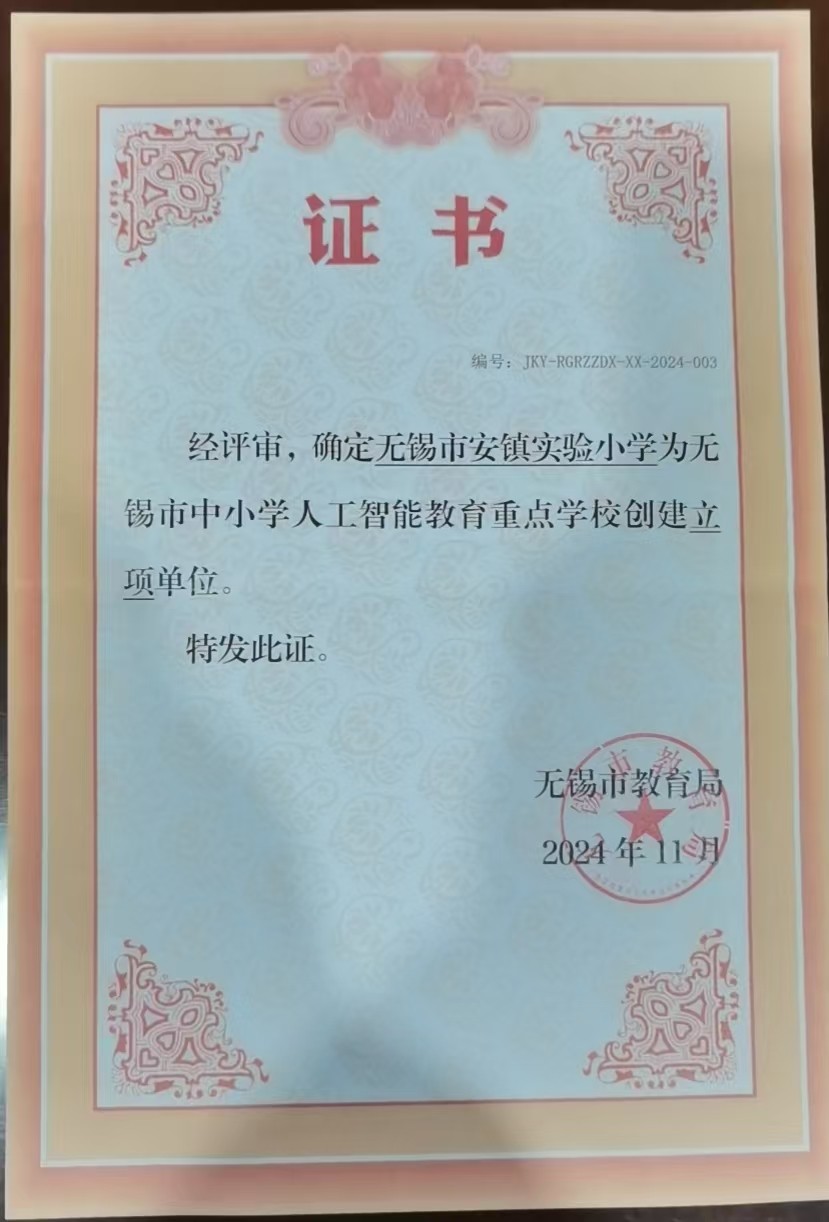 证书
编号：JKY-RGRZZDX-XX-2024-003
经评审，确定无锡市安镇实验小学为无
锡市中小学人工智能教育重点学校创建立
项单位。
特发此证。
无锡市教育局
2024年11月